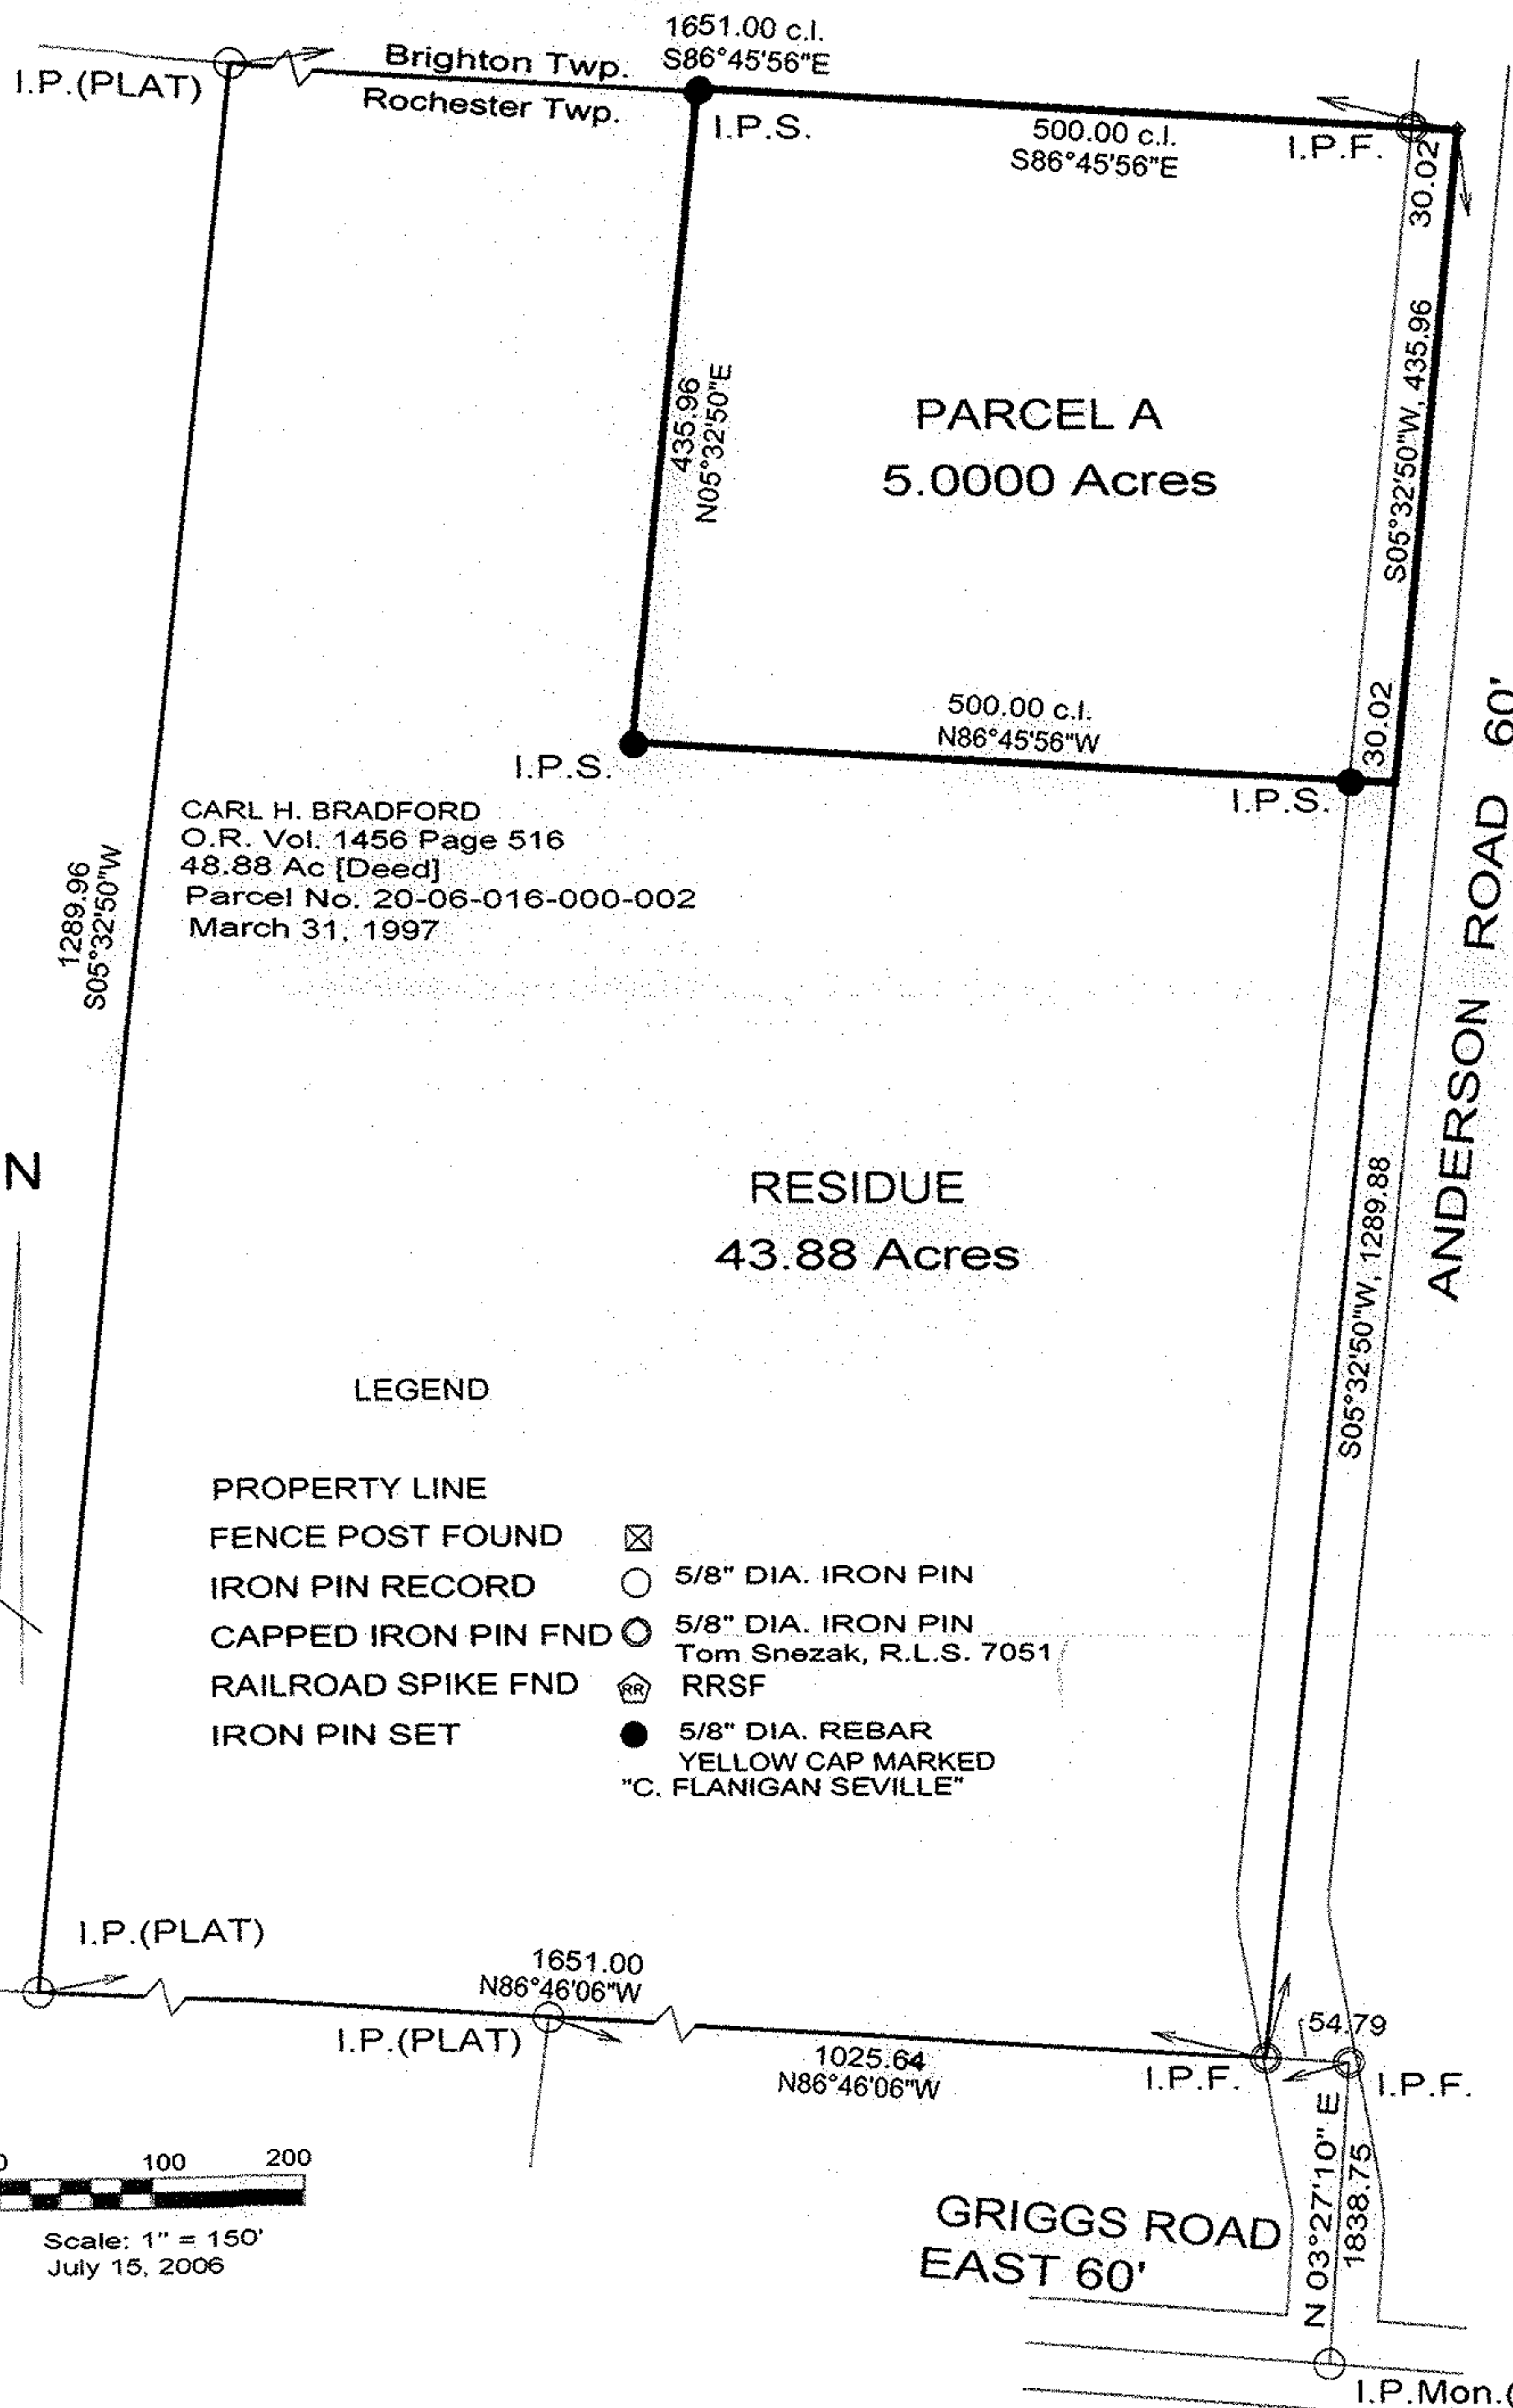 1651.00 c.l.
S86°45'56"E
Brighton Twp.
Rochester Twp.
I.P.(PLAT)
I.P.S.
500.00 c.l.
S86°45'56"E
I.P.F.
30.02
435.96
N05°32'50"E
PARCEL A
5.0000 Acres
S05°32'50"W, 435.96
500.00 c.l.
N86°45'56"W
30.02
I.P.S.
I.P.S.
ANDERSON ROAD 60'
CARL H. BRADFORD
O.R. Vol. 1456 Page 516
48.88 Ac [Deed]
Parcel No. 20-06-016-000-002
March 31, 1997
1289.96
S05°32'50"W
N
RESIDUE
43.88 Acres
S05°32'50"W, 1289.88
LEGEND
PROPERTY LINE
FENCE POST FOUND
IRON PIN RECORD 5/8" DIA. IRON PIN
CAPPED IRON PIN FND 5/8" DIA. IRON PIN
Tom Snezak, R.L.S. 7051
RAILROAD SPIKE FND RR RRSF
IRON PIN SET 5/8" DIA. REBAR
YELLOW CAP MARKED
"C. FLANIGAN SEVILLE"
I.P.(PLAT)
1651.00
N86°46'06"W
I.P.(PLAT)
1025.64
N86°46'06"W
I.P.F.
54.79
I.P.F.
N 03°27'10" E
1838.75
0 100 200
Scale: 1" = 150'
July 15, 2006
GRIGGS ROAD
EAST 60'
I.P.Mon.(